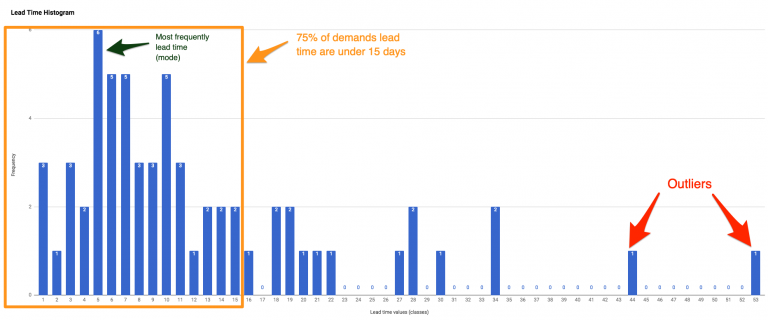 Lead Time Histogram
Most frequently
lead time
(mode)
75% of demands lead
time are under 15 days
Outliers
Frequency
6
4
2
0
3 1 3 2 6 5 5 3 3 5 3 1 2 2 2 1 0 2 2 1 1 1 0 0 0 0 1 2 0 1 0 0 0 2 0 0 0 0 0 0 0 0 0 1 0 0 0 0 0 0 0 0 1
1 2 3 4 5 6 7 8 9 10 11 12 13 14 15 16 17 18 19 20 21 22 23 24 25 26 27 28 29 30 31 32 33 34 35 36 37 38 39 40 41 42 43 44 45 46 47 48 49 50 51 52 53
Lead time values (classes)